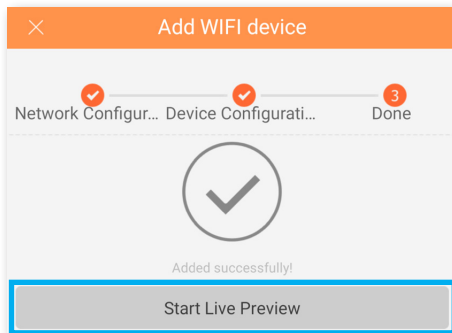 Add WIFI device
3
Network Configur... Device Configurati... Done
Added successfully!
Start Live Preview